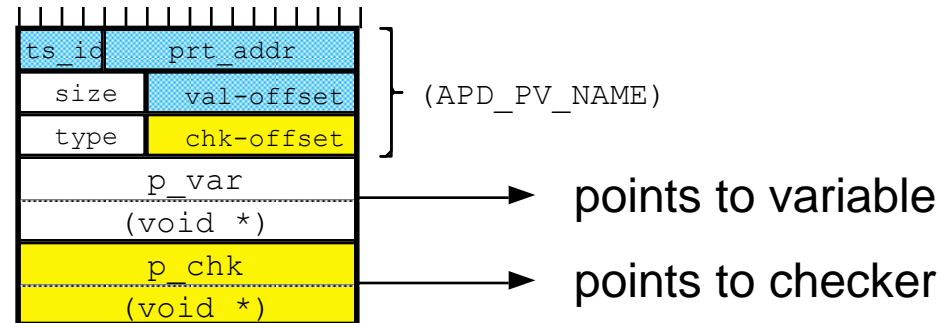 ts_id prt_addr
size val-offset
type chk-offset
(APD_PV_NAME)
p_var
(void *)
points to variable
p_chk
(void *)
points to checker